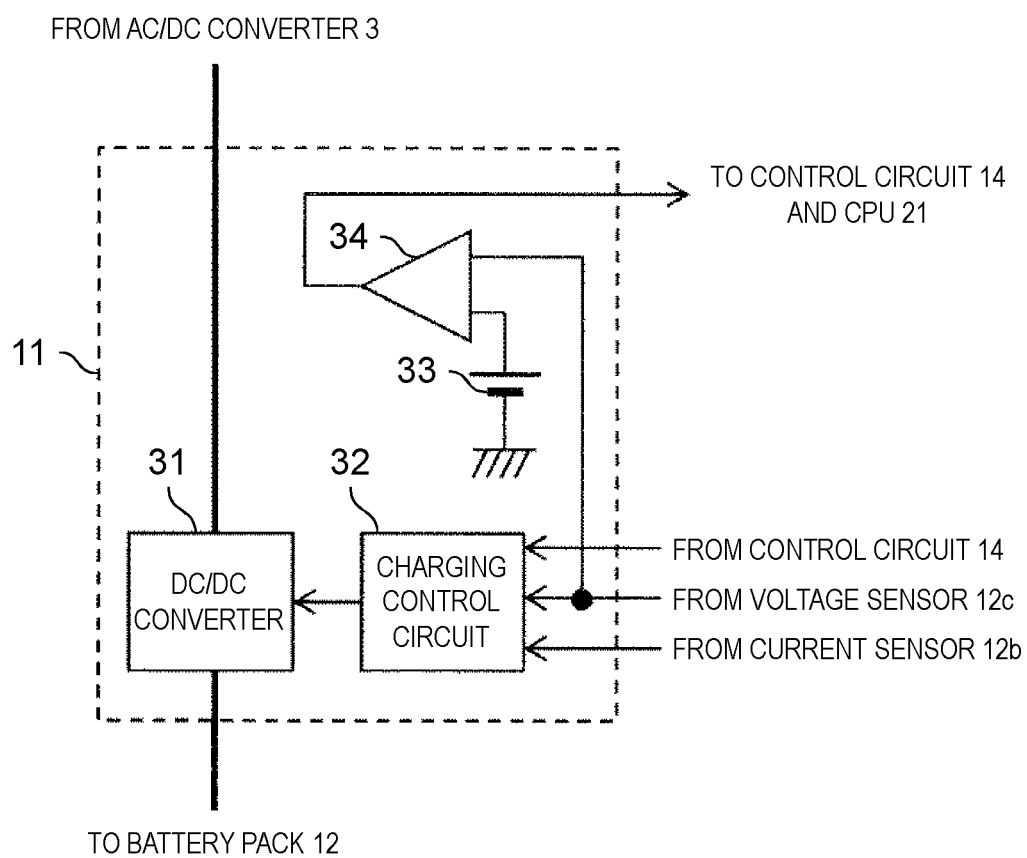 FROM AC/DC CONVERTER 3
TO CONTROL CIRCUIT 14
AND CPU 21
34
11
33
31
32
DC/DC
CONVERTER
CHARGING
CONTROL
CIRCUIT
FROM CONTROL CIRCUIT 14
FROM VOLTAGE SENSOR 12c
FROM CURRENT SENSOR 12b
TO BATTERY PACK 12